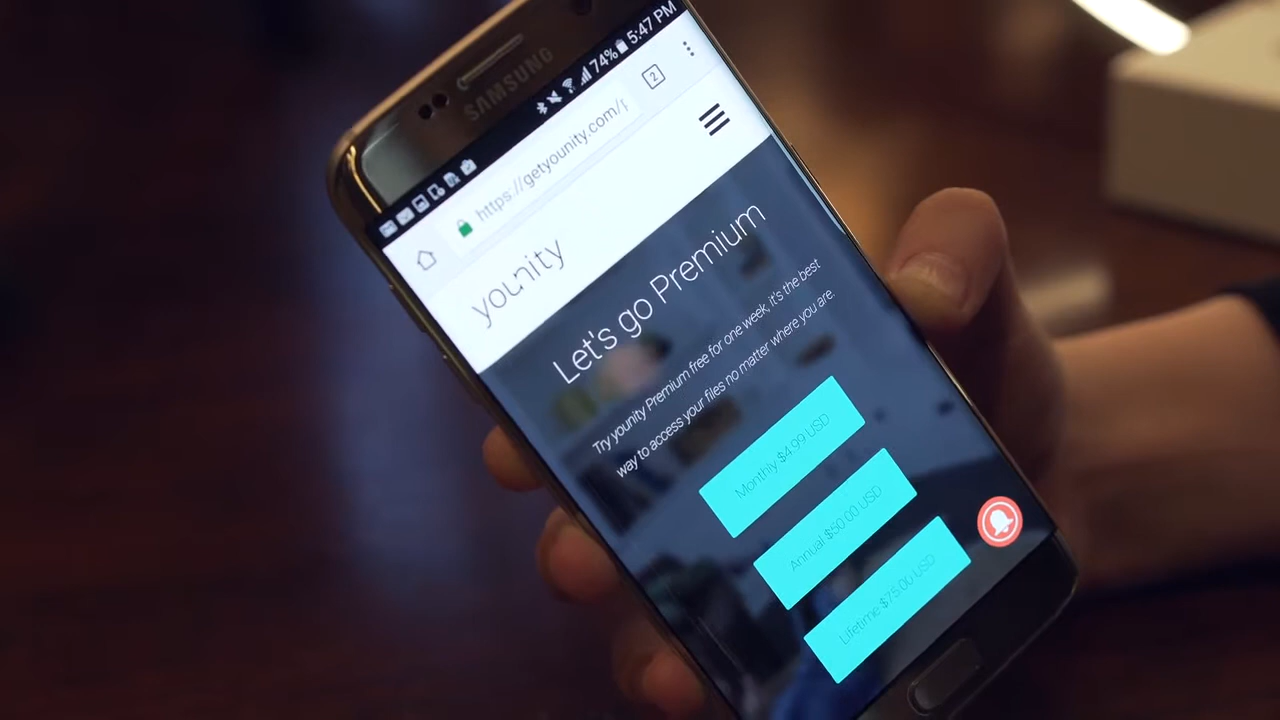 SAMSUNG
74% 5:47 PM
https://getyounity.com/p
2
younity
Let's go Premium
Try younity Premium free for one week, it's the best
way to access your files no matter where you are.
Monthly $4.99 USD
Annual $50.00 USD
Lifetime $75.00 USD